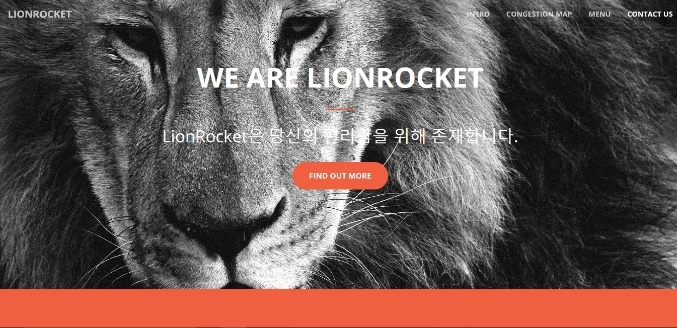 LIONROCKET
INTRO CONGESTION MAP MENU CONTACT US
WE ARE LIONROCKET
LionRocket은 당신의 편리함을 위해 존재합니다.
FIND OUT MORE